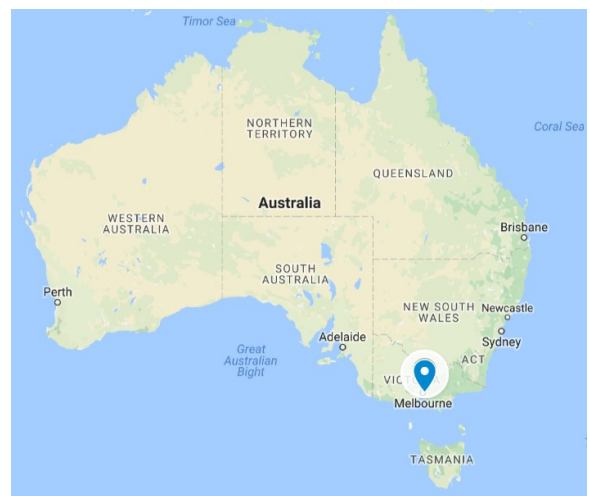 Timor Sea
NORTHERN
TERRITORY
Coral Sea
QUEENSLAND
Australia
WESTERN
AUSTRALIA
Brisbane
SOUTH
AUSTRALIA
Perth
NEW SOUTH
WALES
Newcastle
Adelaide
Sydney
Great
Australian
Bight
ACT
Melbourne
TASMANIA